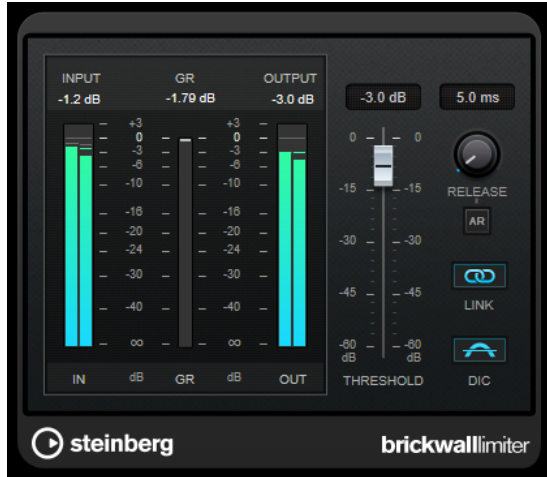 INPUT GR OUTPUT
-1.2 dB -1.79 dB -3.0 dB
-3.0 dB 5.0 ms
+3 +3
0 0
-3 -3
-6 -6
-10 -10
-16 -16
-20 -20
-24 -24
-30 -30
-40 -40
∞ ∞
IN dB GR dB OUT
0 0
-15 -15
-30 -30
-45 -45
-60 -60
dB dB
THRESHOLD
RELEASE
AR
LINK
DIC
steinberg
brickwalllimiter